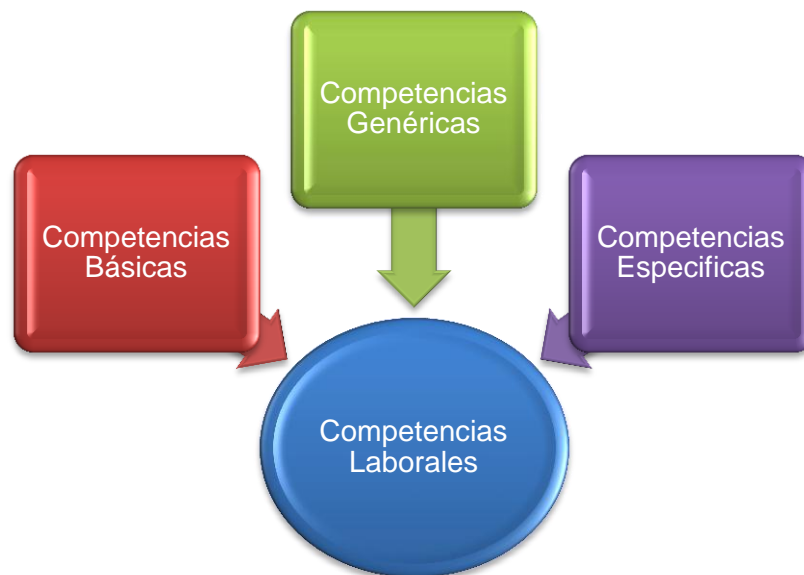 Competencias
Genéricas
Competencias
Básicas
Competencias
Especificas
Competencias
Laborales